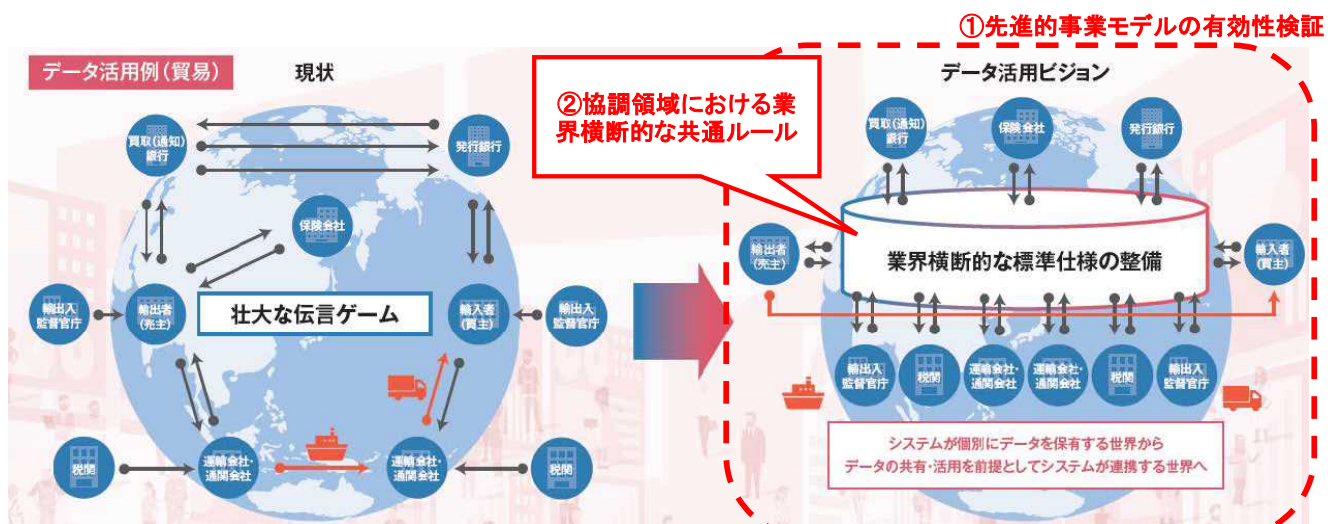 ①先進的事業モデルの有効性検証
データ活用例(貿易)
現状
買取(通知)
銀行
発行銀行
保険会社
輸出入
監督官庁
輸出者
(売主)
壮大な伝言ゲーム
輸入者
(買主)
輸出入
監督官庁
税関
運輸会社・
通関会社
運輸会社・
通関会社
税関
②協調領域における業
界横断的な共通ルール
データ活用ビジョン
買取(通知)
銀行
保険会社
発行銀行
輸出者
(売主)
業界横断的な標準仕様の整備
輸入者
(買主)
輸出入
監督官庁
税関
運輸会社・
通関会社
運輸会社・
通関会社
税関
輸出入
監督官庁
システムが個別にデータを保有する世界から
データの共有・活用を前提としてシステムが連携する世界へ